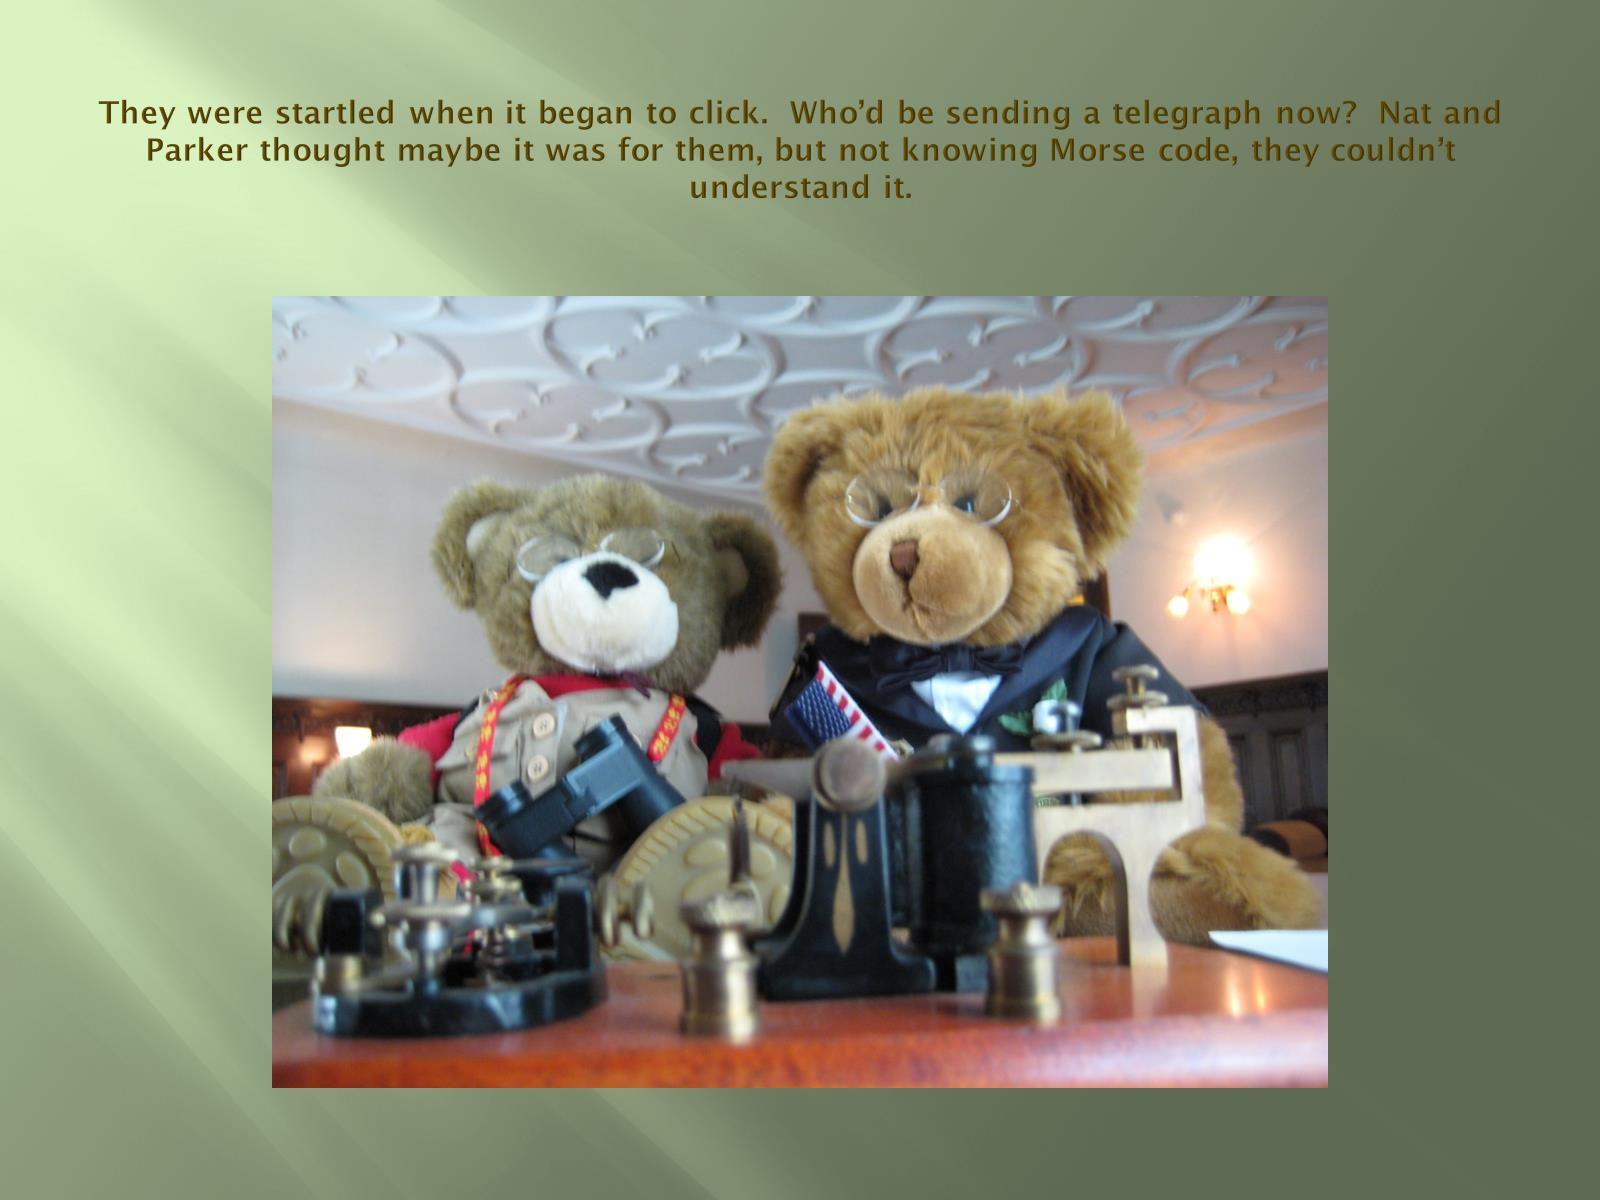 They were startled when it began to click.  Who’d be sending a telegraph now?  Nat and
Parker thought maybe it was for them, but not knowing Morse code, they couldn’t
understand it.